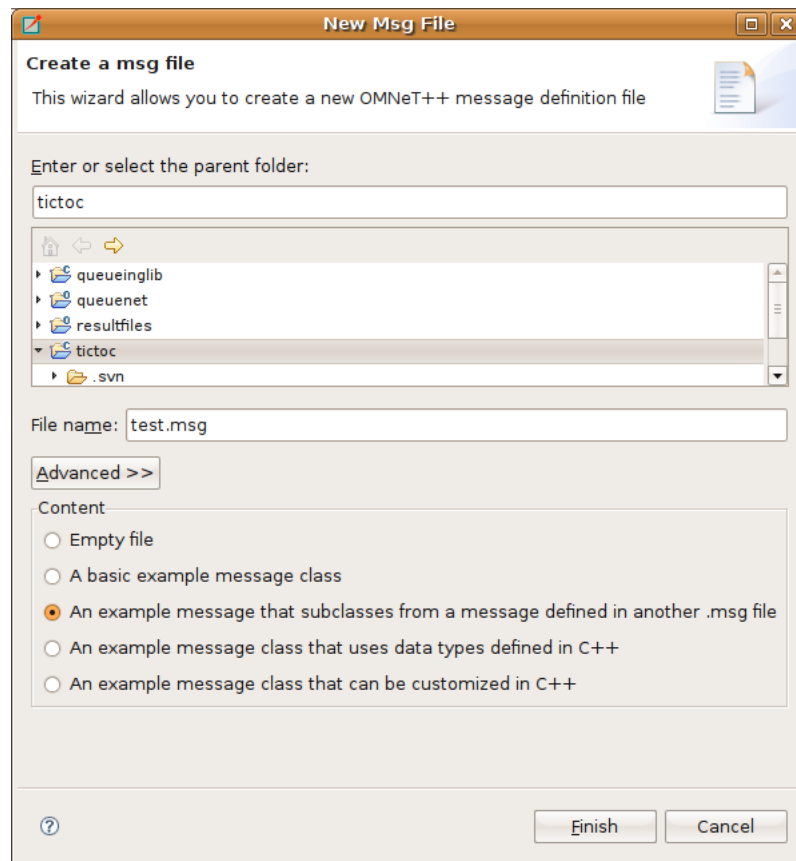 New Msg File
Create a msg file
This wizard allows you to create a new OMNeT++ message definition file
Enter or select the parent folder:
tictoc
queueinglib
queuenet
resultfiles
tictoc
.svn
File name: test.msg
Advanced >>
Content
Empty file
A basic example message class
An example message that subclasses from a message defined in another .msg file
An example message class that uses data types defined in C++
An example message class that can be customized in C++
Finish Cancel